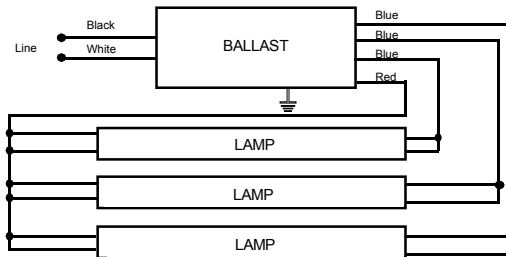 Black
Blue
Line
White
BALLAST
Blue
Blue
Red
LAMP
LAMP
LAMP